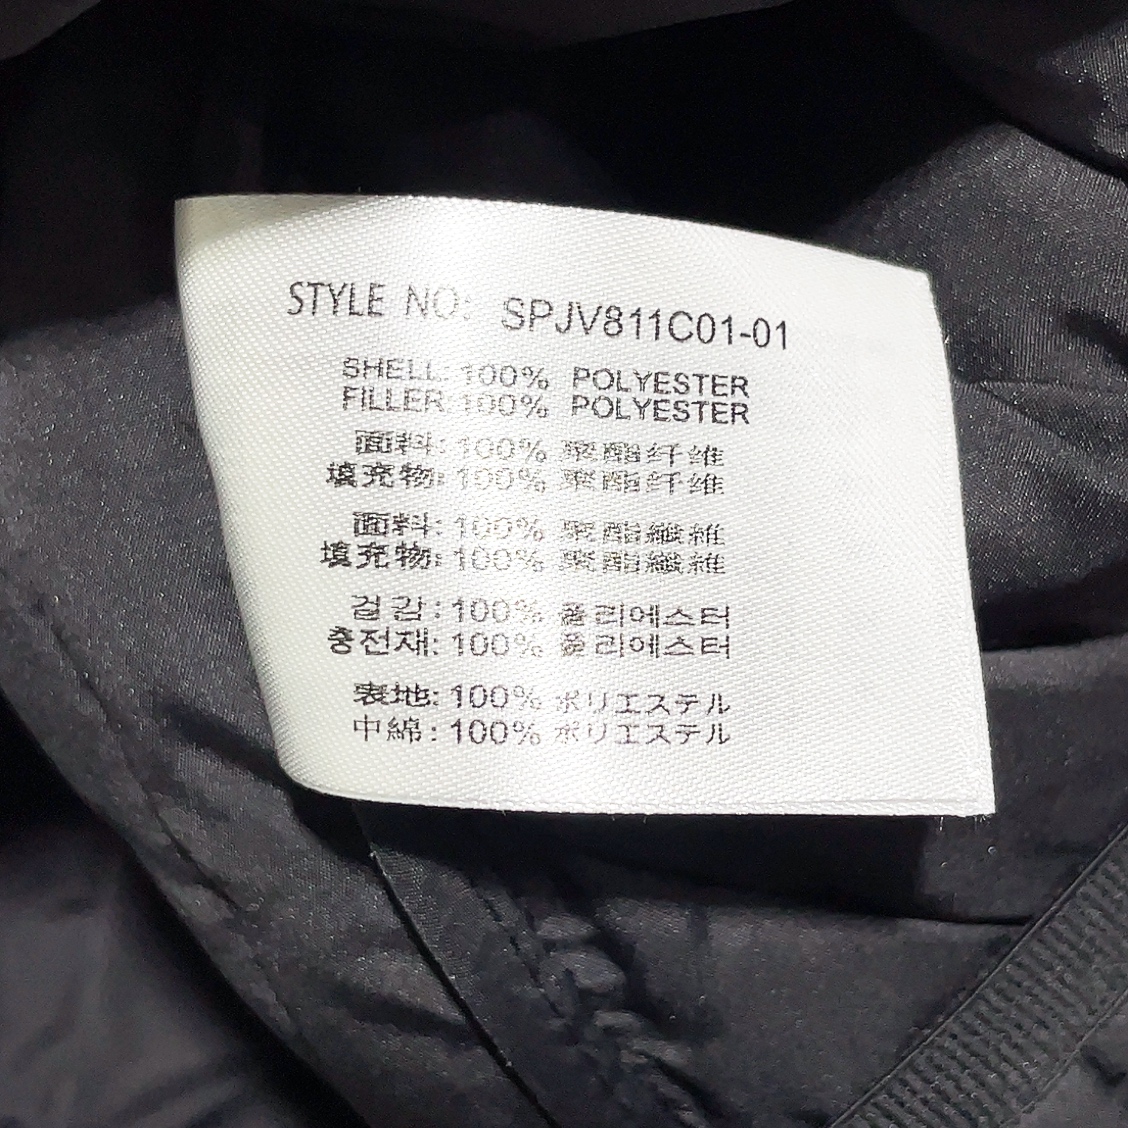 STYLE NO: SPJV811C01-01
SHELL: 100% POLYESTER
FILLER: 100% POLYESTER
面料: 100% 聚酯纤维
填充物: 100% 聚酯纤维
面料: 100% 聚酯纖維
填充物: 100% 聚酯纖維
겉감: 100% 폴리에스터
충전재: 100% 폴리에스터
表地: 100% ポリエステル
中綿: 100% ポリエステル